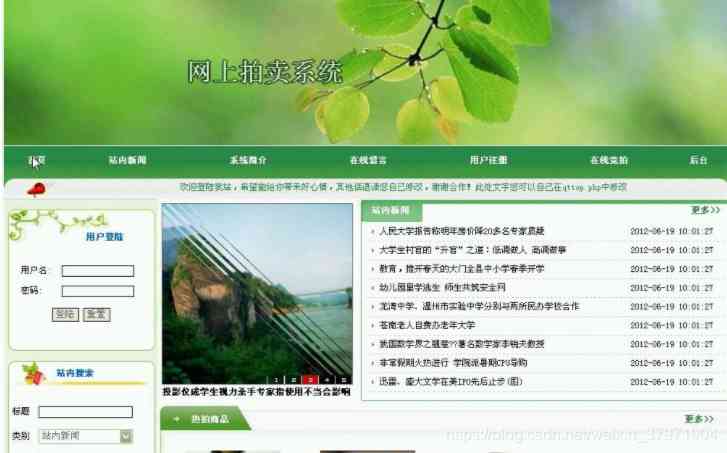 网上拍卖系统
首页 站内新闻 系统简介 在线留言 用户注册 在线竞拍 后台
欢迎登陆我站,希望能给你带来好心情,其他信息请您自己修改,谢谢合作!此处文字您可以自己在qttop.php中修改
用户登陆
用户名:
密码:
登陆 重置
站内搜索
标题
类别 站内新闻
1 2 3 4 5
投影仪成学生视力杀手专家指使用不当会影响
站内新闻 更多>>
人民大学报告称明年房价降20多名专家质疑 2012-06-19 10:01:27
大学生村官的“升官”之道:低调做人 高调做事 2012-06-19 10:01:27
教育,推开春天的大门全县中小学春季开学 2012-06-19 10:01:27
幼儿园里学逃生 师生共筑安全网 2012-06-19 10:01:27
龙湾中学、温州市实验中学分别与两所民办学校合作 2012-06-19 10:01:27
苍南老人自费办老年大学 2012-06-19 10:01:27
我国数学界之翘楚??著名数学家李锐夫教授 2012-06-19 10:01:27
非常假期火热进行 学院派暑期CPU导购 2012-06-19 10:01:27
迅雷、盛大文学在美IPO先后止步(图) 2012-06-19 10:01:27
热拍商品 更多>>